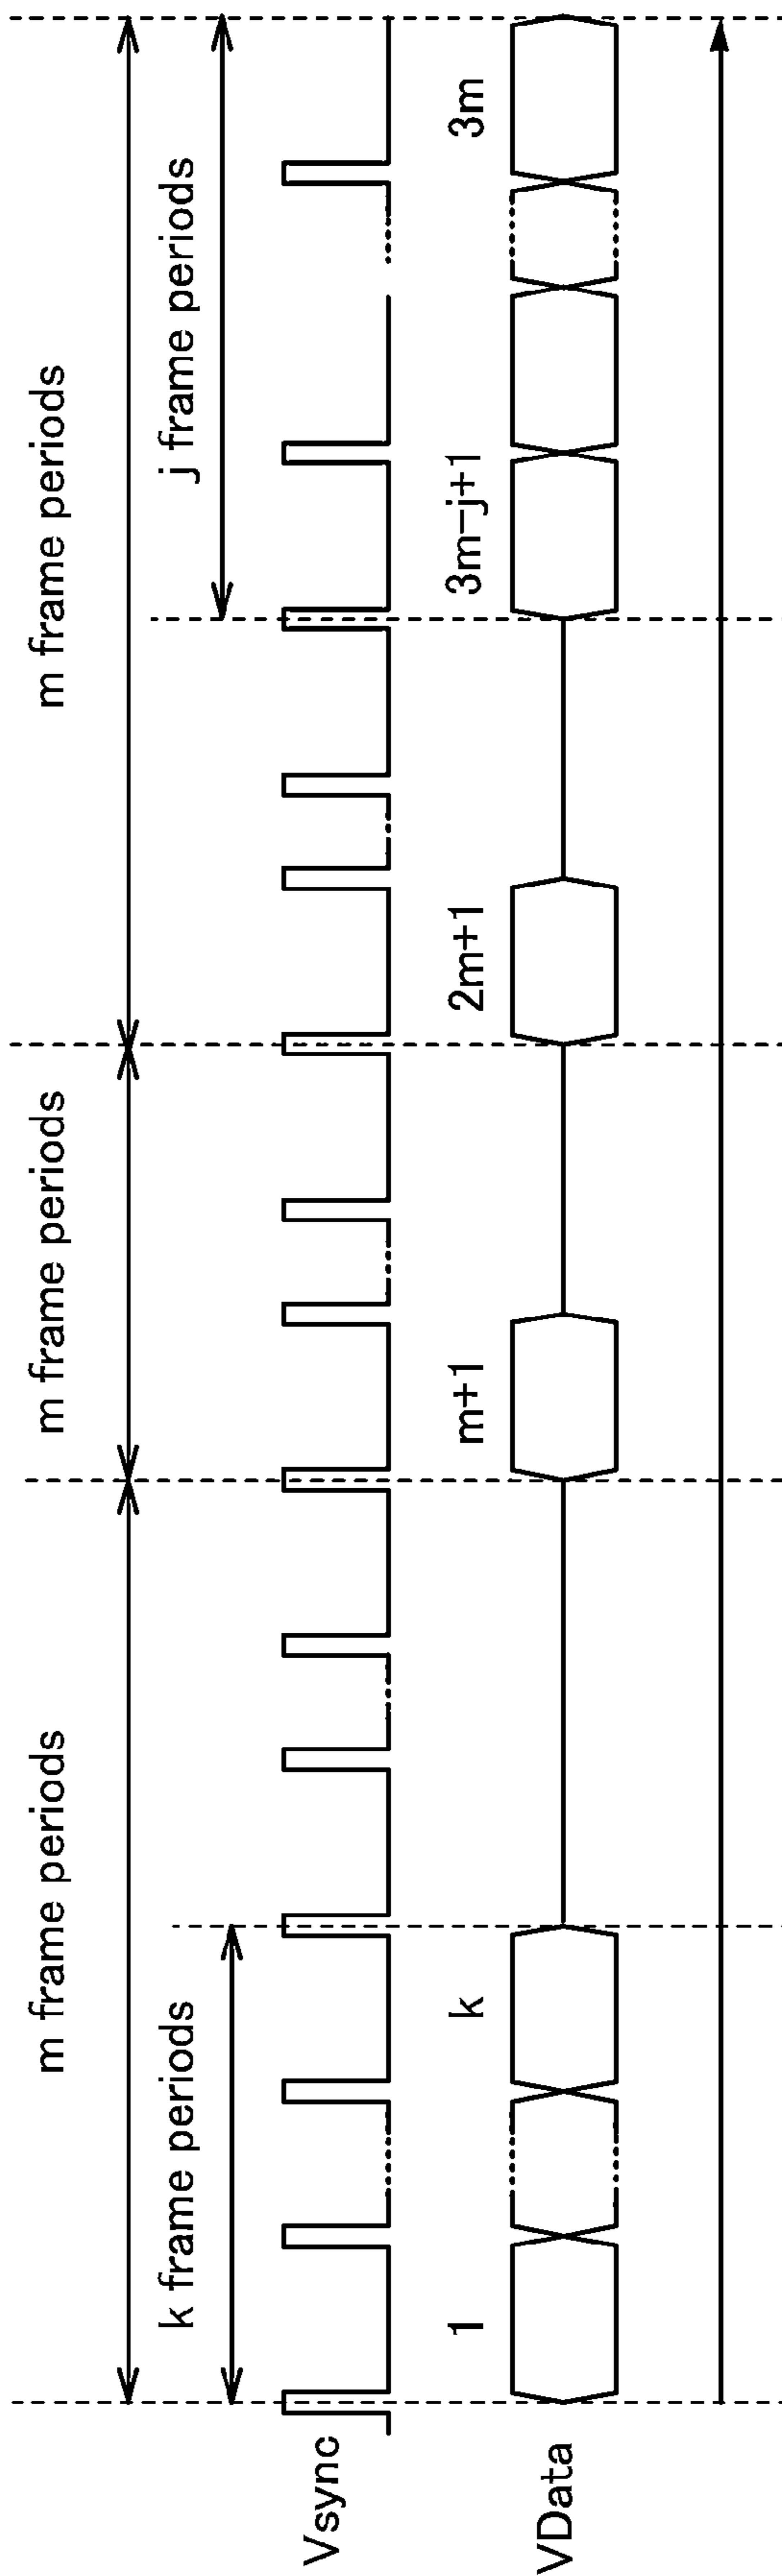 m frame periods
m frame periods
m frame periods
k frame periods
j frame periods
Vsync
1
k
m+1
2m+1
3m-j+1
3m
VData